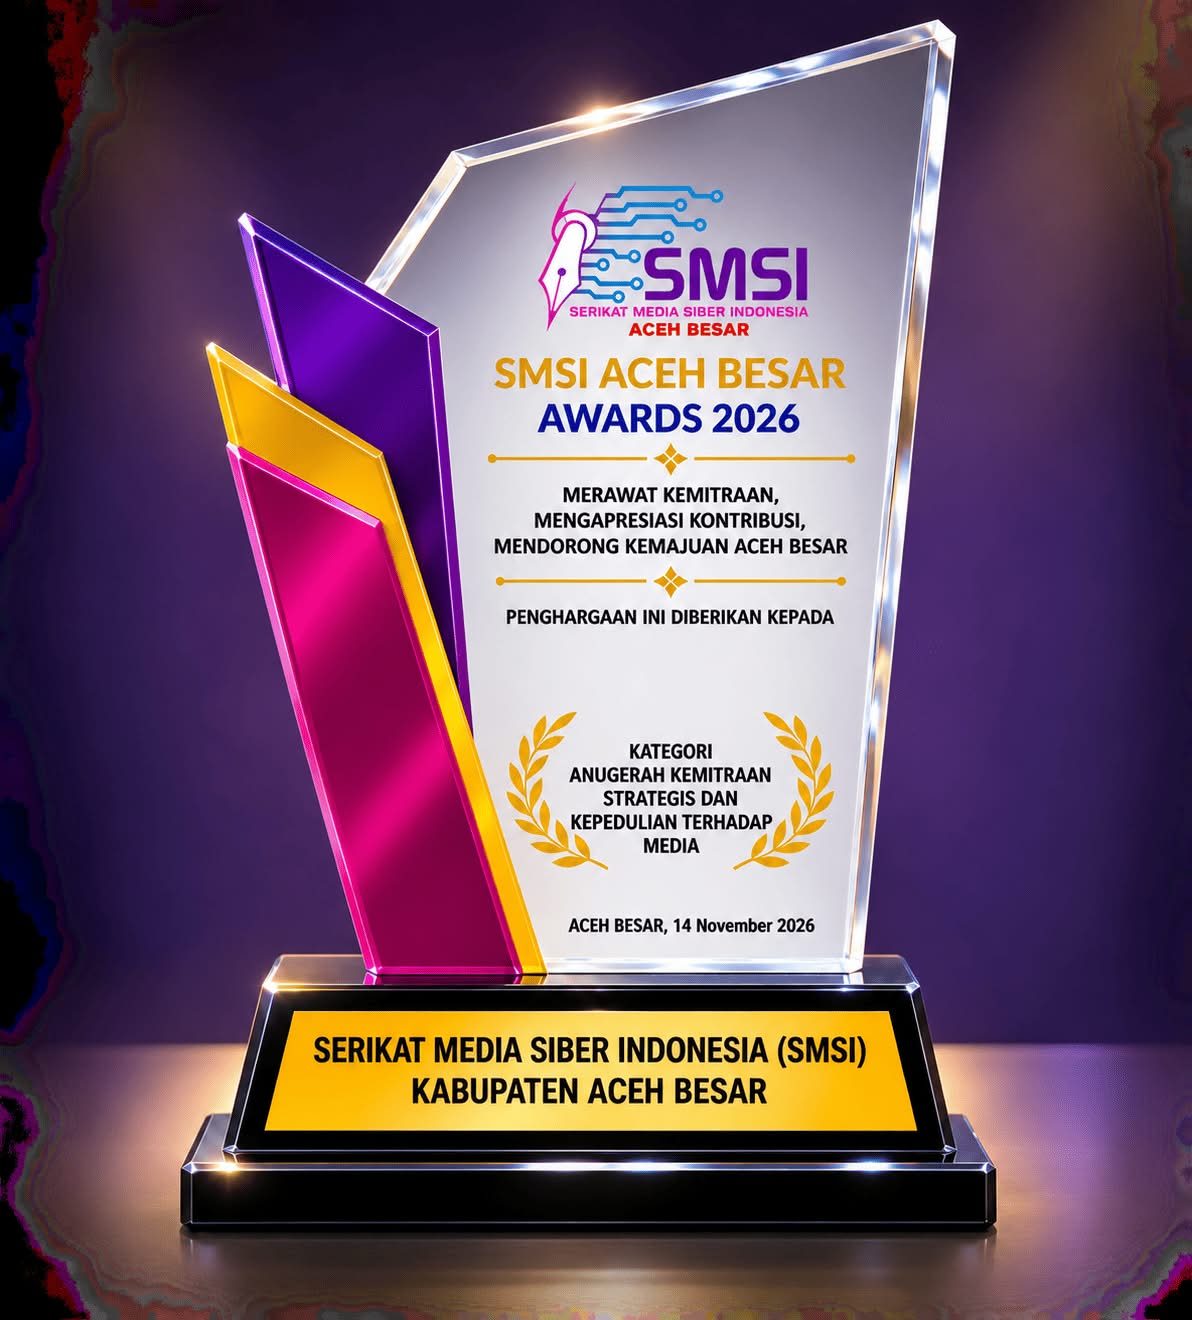 SMSI
SERIKAT MEDIA SIBER INDONESIA
ACEH BESAR
SMSI ACEH BESAR
AWARDS 2026
MERAWAT KEMITRAAN,
MENGAPRESIASI KONTRIBUSI,
MENDORONG KEMAJUAN ACEH BESAR
PENGHARGAAN INI DIBERIKAN KEPADA
KATEGORI
ANUGERAH KEMITRAAN
STRATEGIS DAN
KEPEDULIAN TERHADAP
MEDIA
ACEH BESAR, 14 November 2026
SERIKAT MEDIA SIBER INDONESIA (SMSI)
KABUPATEN ACEH BESAR